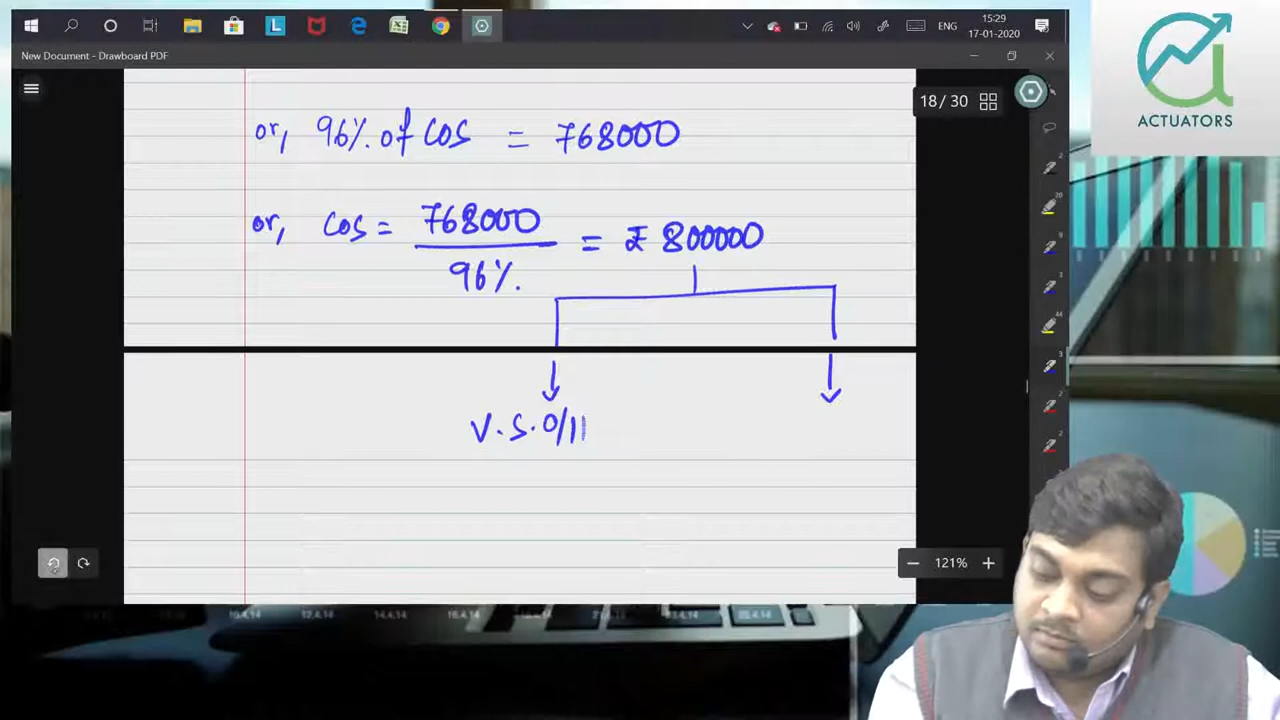 ENG
15:29
17-01-2020
New Document - Drawboard PDF
18 / 30
ACTUATORS
or, 96% of COS = 768000
or, COS = 768000 / 96% = ₹ 800000
V.S.O/H
121%